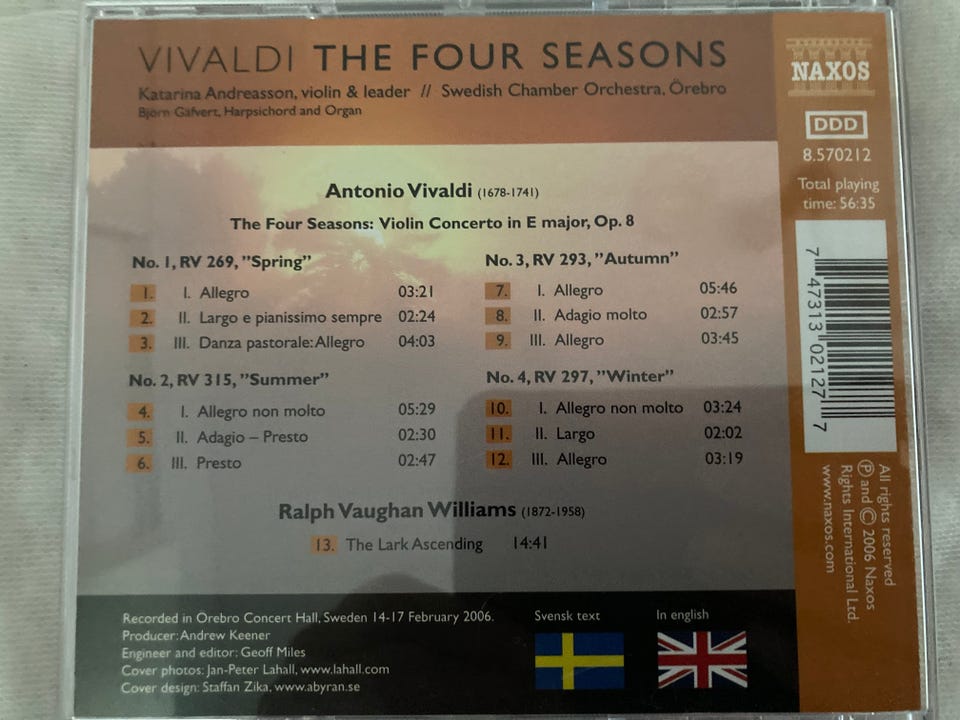 VIVALDI THE FOUR SEASONS
Katarina Andreasson, violin & leader // Swedish Chamber Orchestra, Örebro
Björn Gäfvert, Harpsichord and Organ
NAXOS
DDD
8.570212
Total playing
time: 56:35
Antonio Vivaldi (1678-1741)
The Four Seasons: Violin Concerto in E major, Op. 8
No. 1, RV 269, ”Spring”
1. I. Allegro 03:21
2. II. Largo e pianissimo sempre 02:24
3. III. Danza pastorale: Allegro 04:03
No. 2, RV 315, ”Summer”
4. I. Allegro non molto 05:29
5. II. Adagio – Presto 02:30
6. III. Presto 02:47
No. 3, RV 293, ”Autumn”
7. I. Allegro 05:46
8. II. Adagio molto 02:57
9. III. Allegro 03:45
No. 4, RV 297, ”Winter”
10. I. Allegro non molto 03:24
11. II. Largo 02:02
12. III. Allegro 03:19
Ralph Vaughan Williams (1872-1958)
13. The Lark Ascending 14:41
7 47313 02127 7
All rights reserved
Ⓟ and © 2006 Naxos
Rights International Ltd.
www.naxos.com
Recorded in Örebro Concert Hall, Sweden 14-17 February 2006.
Producer: Andrew Keener
Engineer and editor: Geoff Miles
Cover photos: Jan-Peter Lahall, www.lahall.com
Cover design: Staffan Zika, www.abyran.se
Svensk text
In english